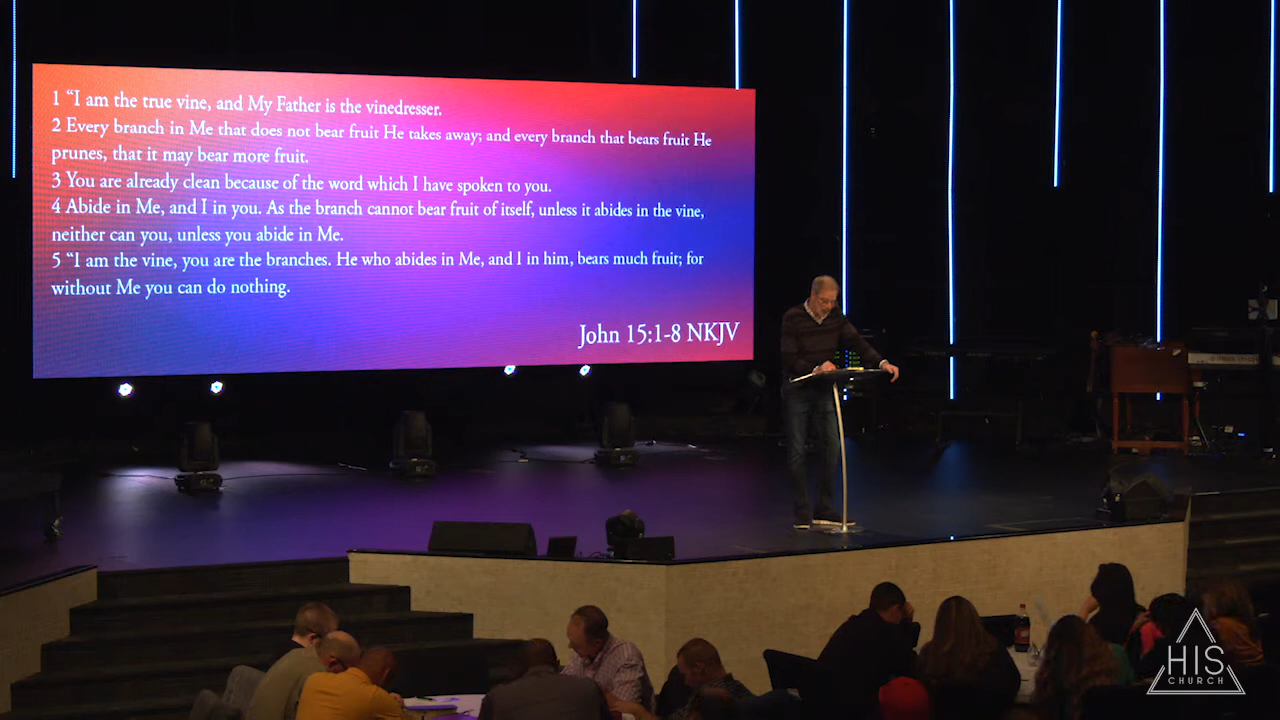 1 “I am the true vine, and My Father is the vinedresser.
2 Every branch in Me that does not bear fruit He takes away; and every branch that bears fruit He
prunes, that it may bear more fruit.
3 You are already clean because of the word which I have spoken to you.
4 Abide in Me, and I in you. As the branch cannot bear fruit of itself, unless it abides in the vine,
neither can you, unless you abide in Me.
5 “I am the vine, you are the branches. He who abides in Me, and I in him, bears much fruit; for
without Me you can do nothing.
John 15:1-8 NKJV
HIS
CHURCH